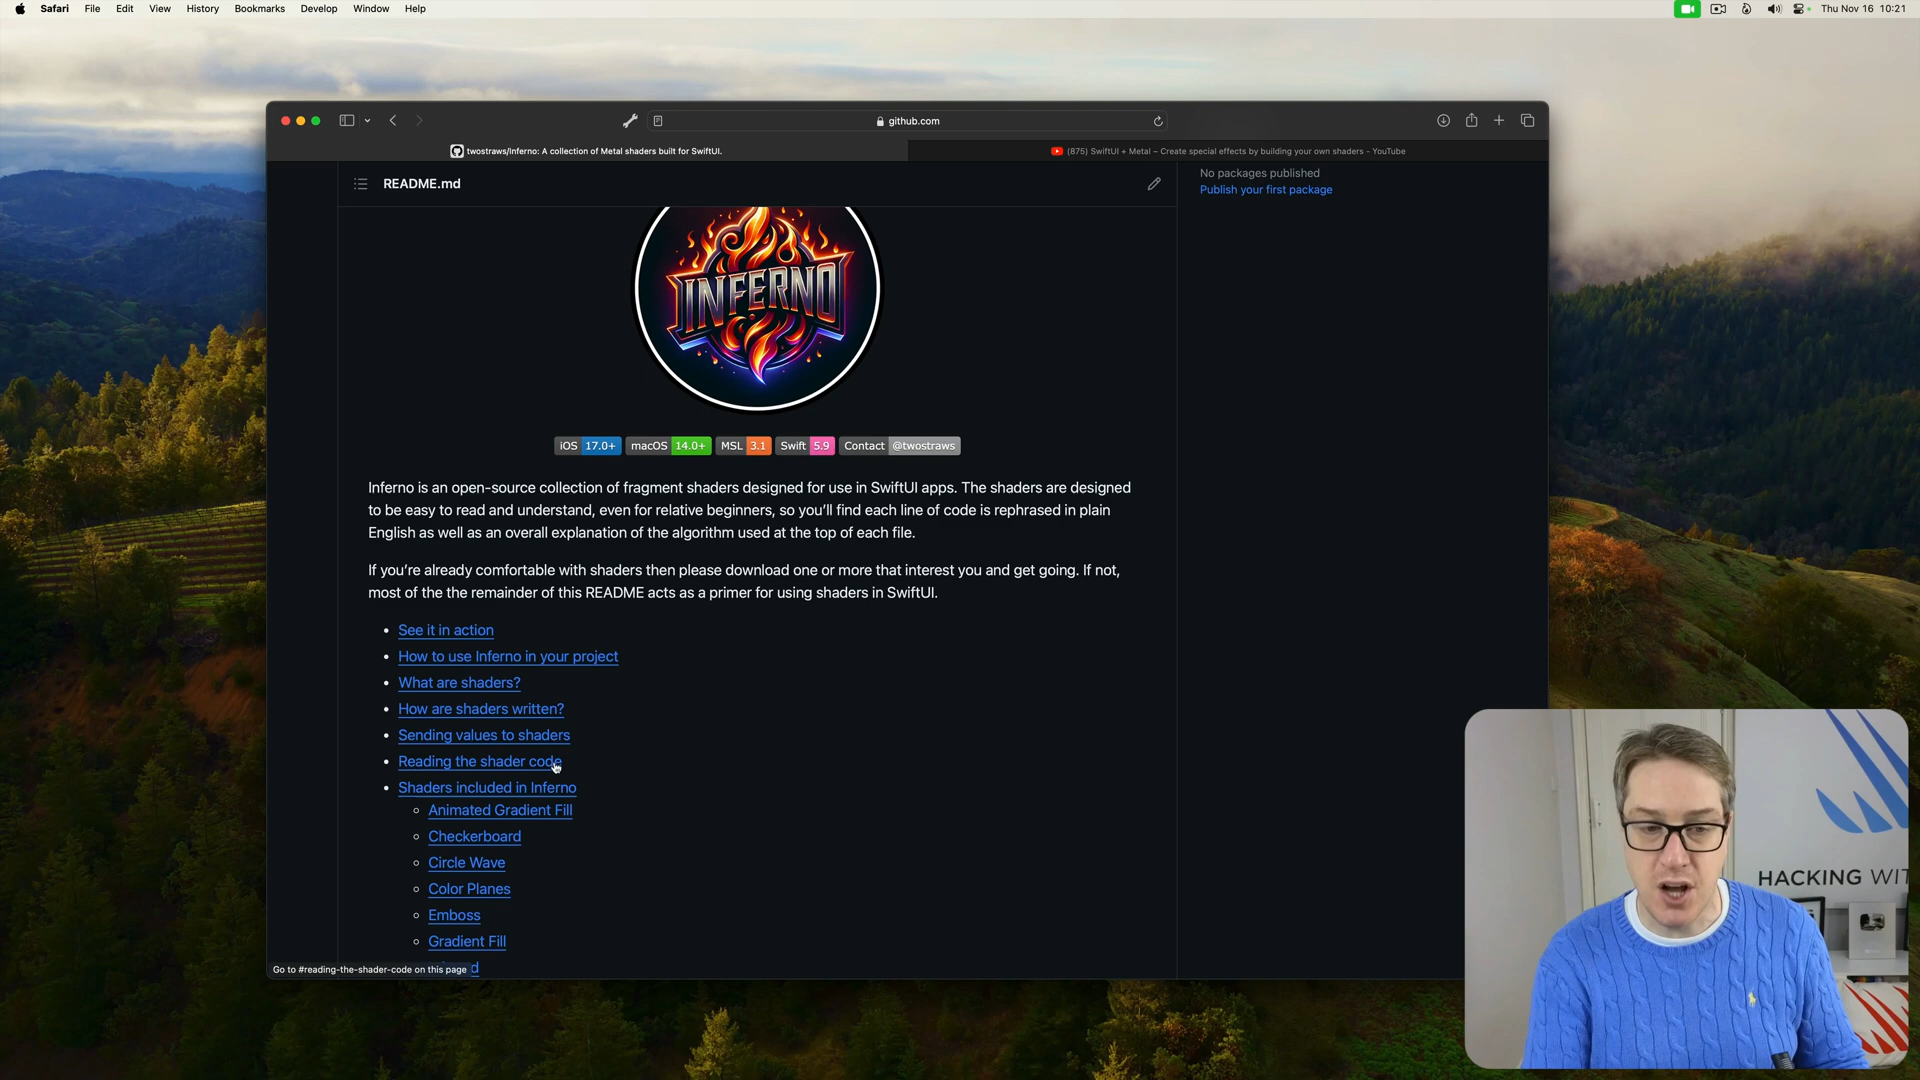 Safari File Edit View History Bookmarks Develop Window Help
Thu Nov 16 10:21
github.com
twostraws/Inferno: A collection of Metal shaders built for SwiftUI.
(875) SwiftUI + Metal – Create special effects by building your own shaders - YouTube
README.md
No packages published
Publish your first package
INFERNO
iOS 17.0+ macOS 14.0+ MSL 3.1 Swift 5.9 Contact @twostraws
Inferno is an open-source collection of fragment shaders designed for use in SwiftUI apps. The shaders are designed
to be easy to read and understand, even for relative beginners, so you’ll find each line of code is rephrased in plain
English as well as an overall explanation of the algorithm used at the top of each file.
If you’re already comfortable with shaders then please download one or more that interest you and get going. If not,
most of the the remainder of this README acts as a primer for using shaders in SwiftUI.
See it in action
How to use Inferno in your project
What are shaders?
How are shaders written?
Sending values to shaders
Reading the shader code
Shaders included in Inferno
Animated Gradient Fill
Checkerboard
Circle Wave
Color Planes
Emboss
Gradient Fill
Go to #reading-the-shader-code on this page
HACKING WIT